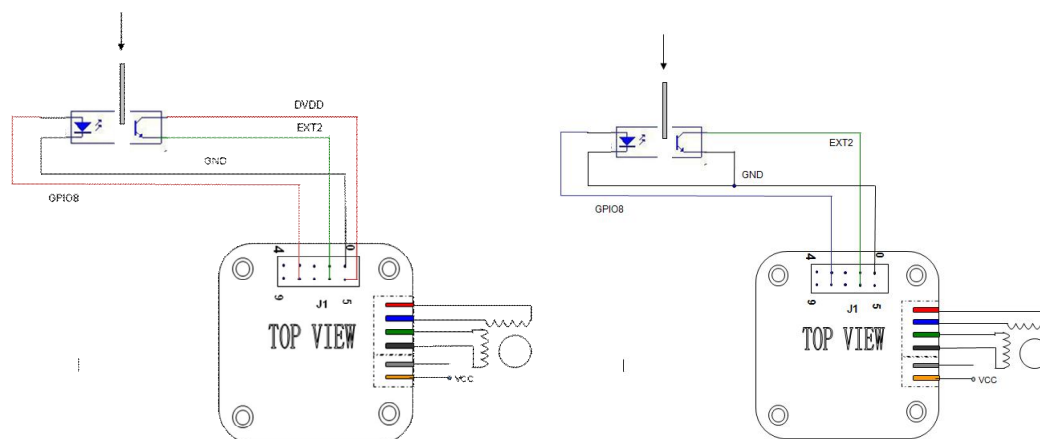 DVDD
EXT2
GND
GPIO8
4
0
9
5
J1
TOP VIEW
VCC
EXT2
GND
GPIO8
4
0
9
5
J1
TOP VIEW
VCC